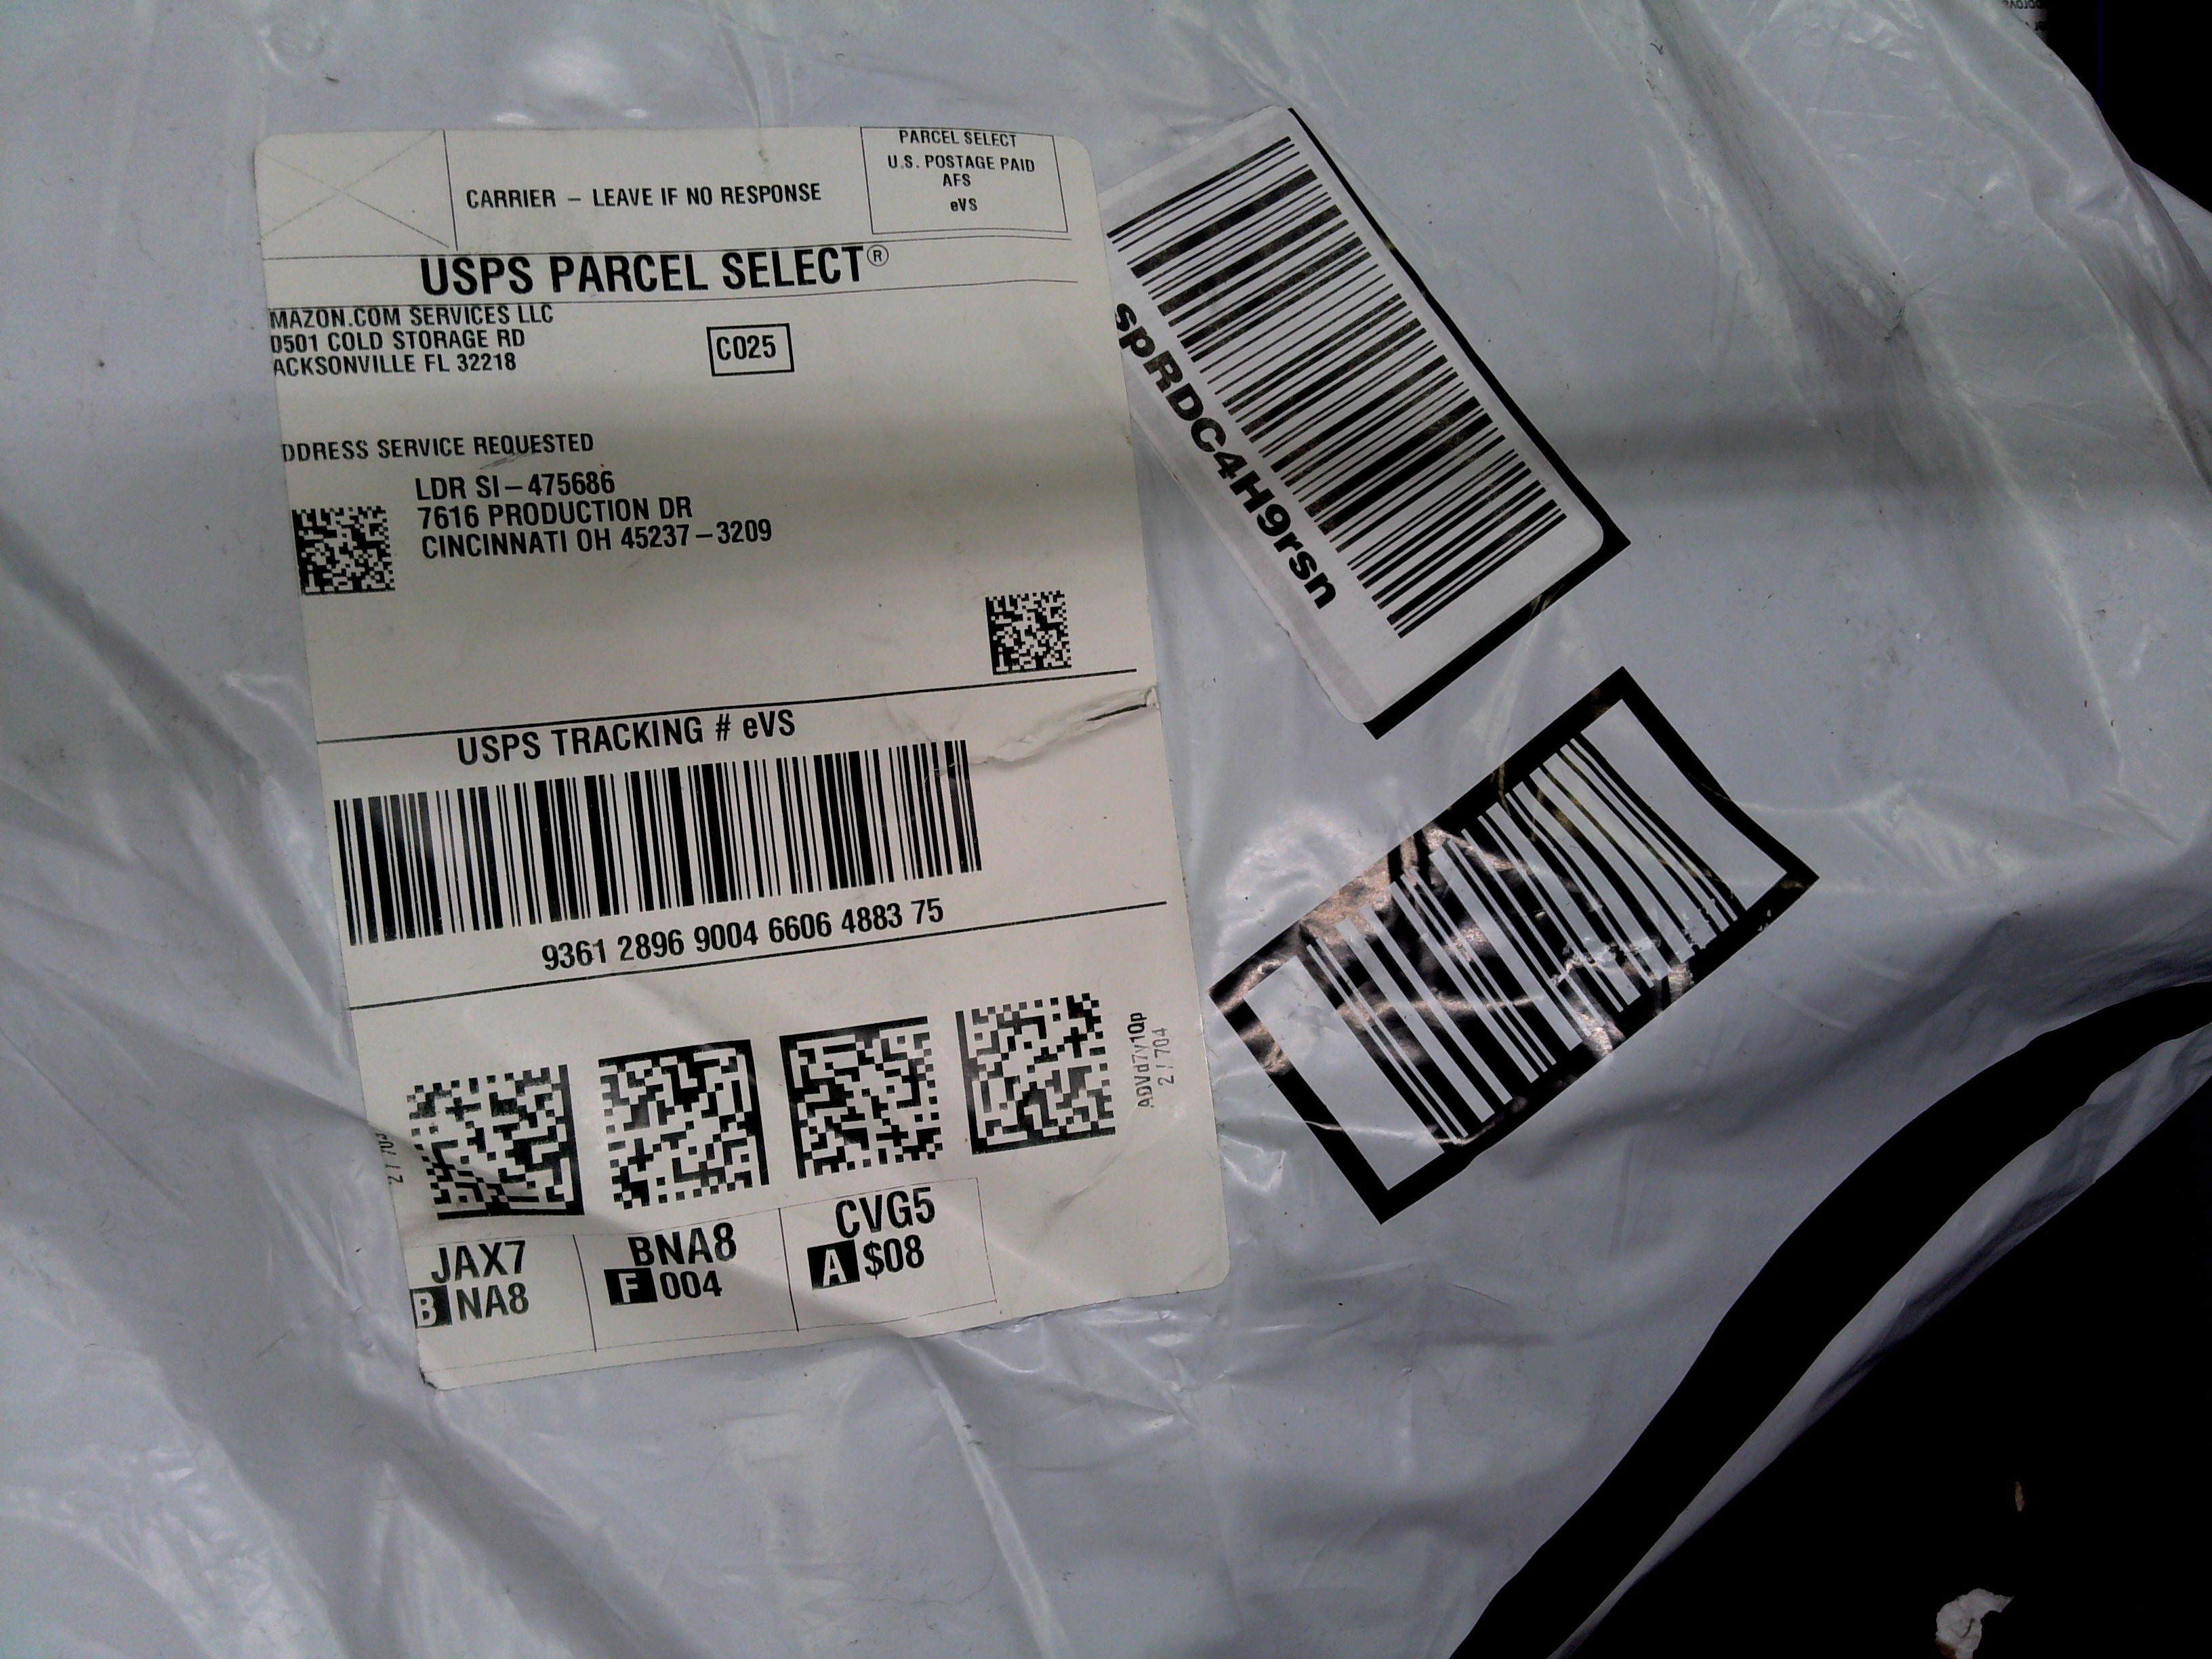 PARCEL SELECT
U.S. POSTAGE PAID
AFS
eVS
CARRIER – LEAVE IF NO RESPONSE
USPS PARCEL SELECT®
MAZON.COM SERVICES LLC
0501 COLD STORAGE RD
ACKSONVILLE FL 32218
C025
DDRESS SERVICE REQUESTED
LDR SI–475686
7616 PRODUCTION DR
CINCINNATI OH 45237–3209
USPS TRACKING # eVS
9361 2896 9004 6606 4883 75
JAX7
B NA8
BNA8
F 004
CVG5
A $08
2 / 704
spRDC4H9rsn